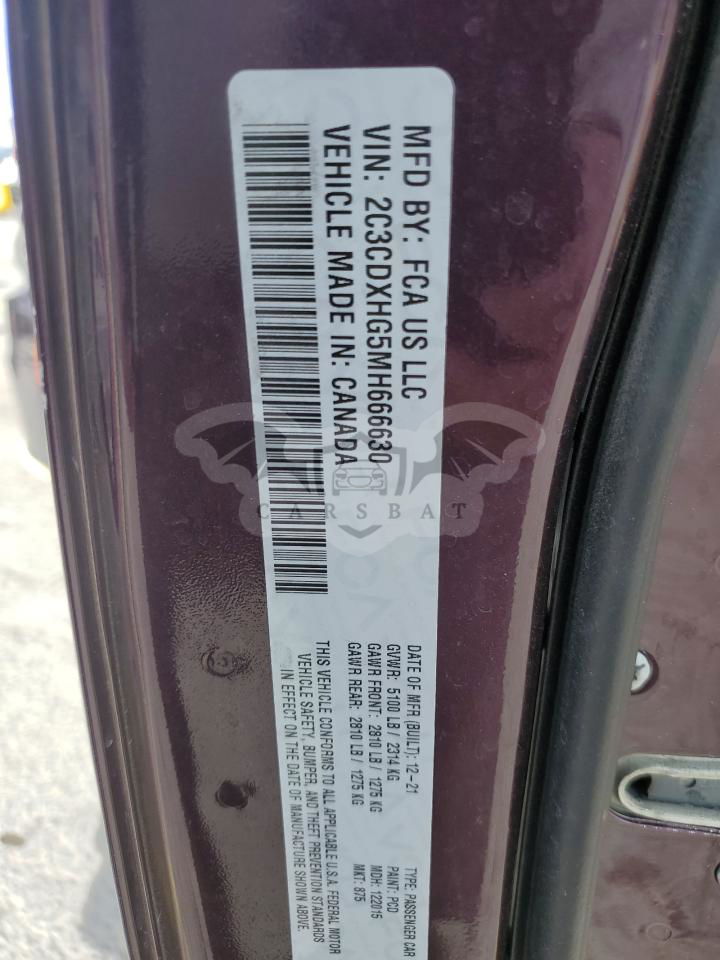 MFD BY: FCA US LLC
VIN: 2C3CDXHG5MH666630
VEHICLE MADE IN: CANADA
DATE OF MFR (BUILT): 12-21
GVWR: 5100 LB / 2314 KG
GAWR FRONT: 2810 LB / 1275 KG
GAWR REAR: 2810 LB / 1275 KG
TYPE: PASSENGER CAR
PAINT: PCD
MDH: 122015
MKT: 875
THIS VEHICLE CONFORMS TO ALL APPLICABLE U.S.A. FEDERAL MOTOR
VEHICLE SAFETY, BUMPER, AND THEFT PREVENTION STANDARDS
IN EFFECT ON THE DATE OF MANUFACTURE SHOWN ABOVE.
CARSBAT